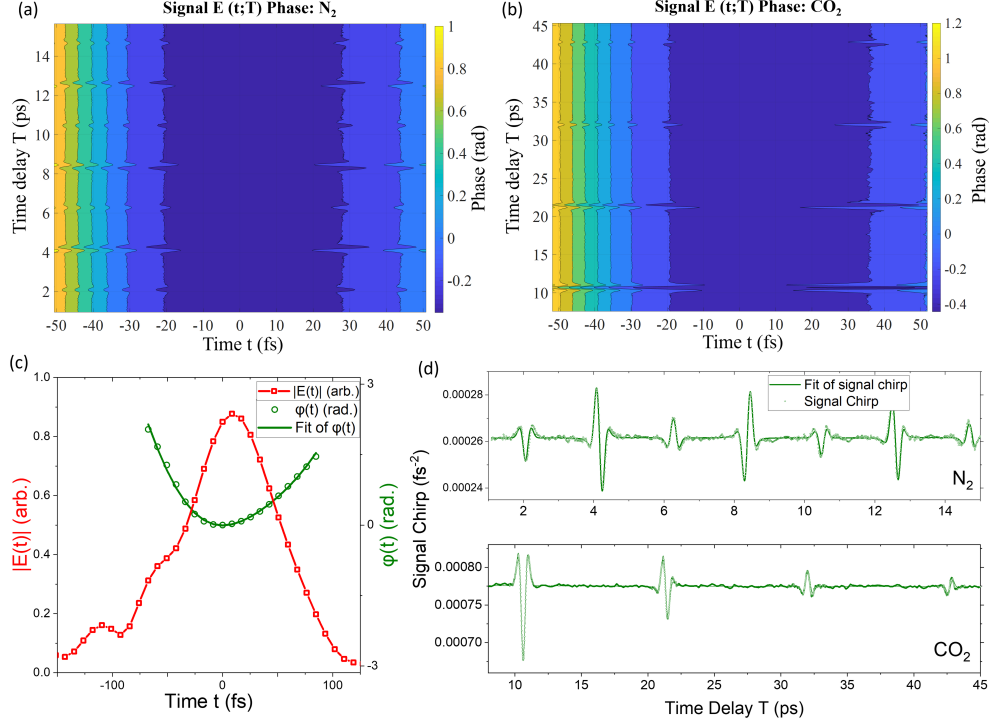 (a)
Signal E (t;T) Phase: N₂
Time delay T (ps)
14
12
10
8
6
4
2
-50 -40 -30 -20 -10 0 10 20 30 40 50
Time t (fs)
1
0.8
0.6
0.4
0.2
0
-0.2
Phase (rad)
(b)
Signal E (t;T) Phase: CO₂
Time delay T (ps)
45
40
35
30
25
20
15
10
-50 -40 -30 -20 -10 0 10 20 30 40 50
Time t (fs)
1.2
1
0.8
0.6
0.4
0.2
0
-0.2
-0.4
Phase (rad)
(c)
|E(t)| (arb.)
1.0
0.8
0.6
0.4
0.2
0.0
-100 0 100
Time t (fs)
3
0
-3
φ(t) (rad.)
|E(t)| (arb.)
φ(t) (rad.)
Fit of φ(t)
(d)
Signal Chirp (fs⁻²)
0.00028
0.00026
0.00024
Fit of signal chirp
Signal Chirp
N₂
2 4 6 8 10 12 14
0.00080
0.00075
0.00070
CO₂
10 15 20 25 30 35 40 45
Time Delay T (ps)